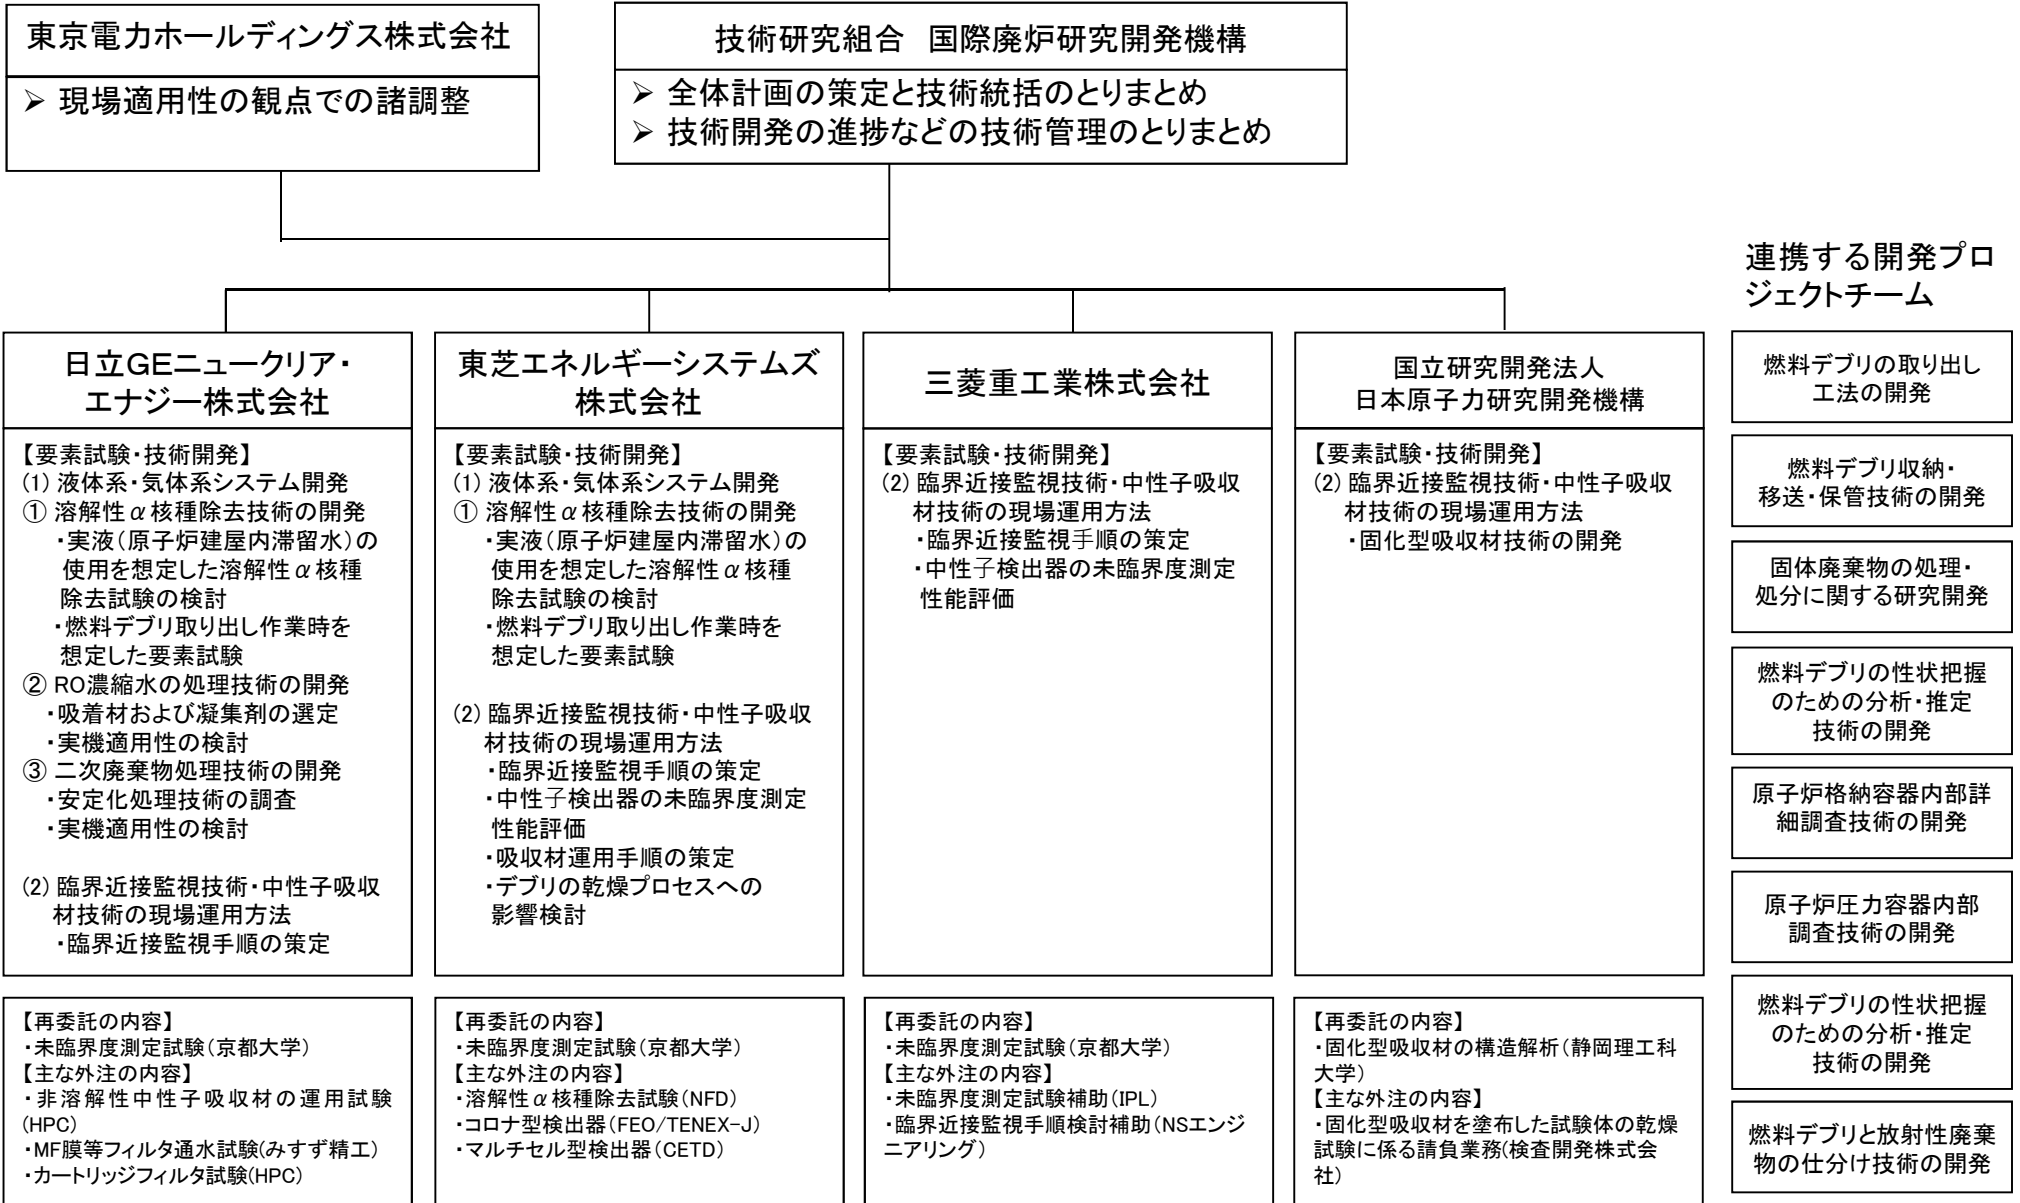 東京電力ホールディングス株式会社
➢ 現場適用性の観点での諸調整
技術研究組合　国際廃炉研究開発機構
➢ 全体計画の策定と技術統括のとりまとめ
➢ 技術開発の進捗などの技術管理のとりまとめ
日立GEニュークリア・
エナジー株式会社
【要素試験・技術開発】
(1) 液体系・気体系システム開発
① 溶解性α核種除去技術の開発
・実液（原子炉建屋内滞留水）の
使用を想定した溶解性α核種
除去試験の検討
・燃料デブリ取り出し作業時を
想定した要素試験
② RO濃縮水の処理技術の開発
・吸着材および凝集剤の選定
・実機適用性の検討
③ 二次廃棄物処理技術の開発
・安定化処理技術の調査
・実機適用性の検討
(2) 臨界近接監視技術・中性子吸収
材技術の現場運用方法
・臨界近接監視手順の策定
【再委託の内容】
・未臨界度測定試験（京都大学）
【主な外注の内容】
・非溶解性中性子吸収材の運用試験
(HPC)
・MF膜等フィルタ通水試験(みすず精工)
・カートリッジフィルタ試験(HPC)
東芝エネルギーシステムズ
株式会社
【要素試験・技術開発】
(1) 液体系・気体系システム開発
① 溶解性α核種除去技術の開発
・実液（原子炉建屋内滞留水）の
使用を想定した溶解性α核種
除去試験の検討
・燃料デブリ取り出し作業時を
想定した要素試験
(2) 臨界近接監視技術・中性子吸収
材技術の現場運用方法
・臨界近接監視手順の策定
・中性子検出器の未臨界度測定
性能評価
・吸収材運用手順の策定
・デブリの乾燥プロセスへの
影響検討
【再委託の内容】
・未臨界度測定試験（京都大学）
【主な外注の内容】
・溶解性α核種除去試験（NFD）
・コロナ型検出器（FEO/TENEX-J）
・マルチセル型検出器（CETD）
三菱重工業株式会社
【要素試験・技術開発】
(2) 臨界近接監視技術・中性子吸収
材技術の現場運用方法
・臨界近接監視手順の策定
・中性子検出器の未臨界度測定
性能評価
【再委託の内容】
・未臨界度測定試験（京都大学）
【主な外注の内容】
・未臨界度測定試験補助（IPL）
・臨界近接監視手順検討補助（NSエンジ
ニアリング）
国立研究開発法人
日本原子力研究開発機構
【要素試験・技術開発】
(2) 臨界近接監視技術・中性子吸収
材技術の現場運用方法
・固化型吸収材技術の開発
【再委託の内容】
・固化型吸収材の構造解析（静岡理工科
大学）
【主な外注の内容】
・固化型吸収材を塗布した試験体の乾燥
試験に係る請負業務(検査開発株式会
社)
連携する開発プロ
ジェクトチーム
燃料デブリの取り出し
工法の開発
燃料デブリ収納・
移送・保管技術の開発
固体廃棄物の処理・
処分に関する研究開発
燃料デブリの性状把握
のための分析・推定
技術の開発
原子炉格納容器内部詳
細調査技術の開発
原子炉圧力容器内部
調査技術の開発
燃料デブリの性状把握
のための分析・推定
技術の開発
燃料デブリと放射性廃棄
物の仕分け技術の開発